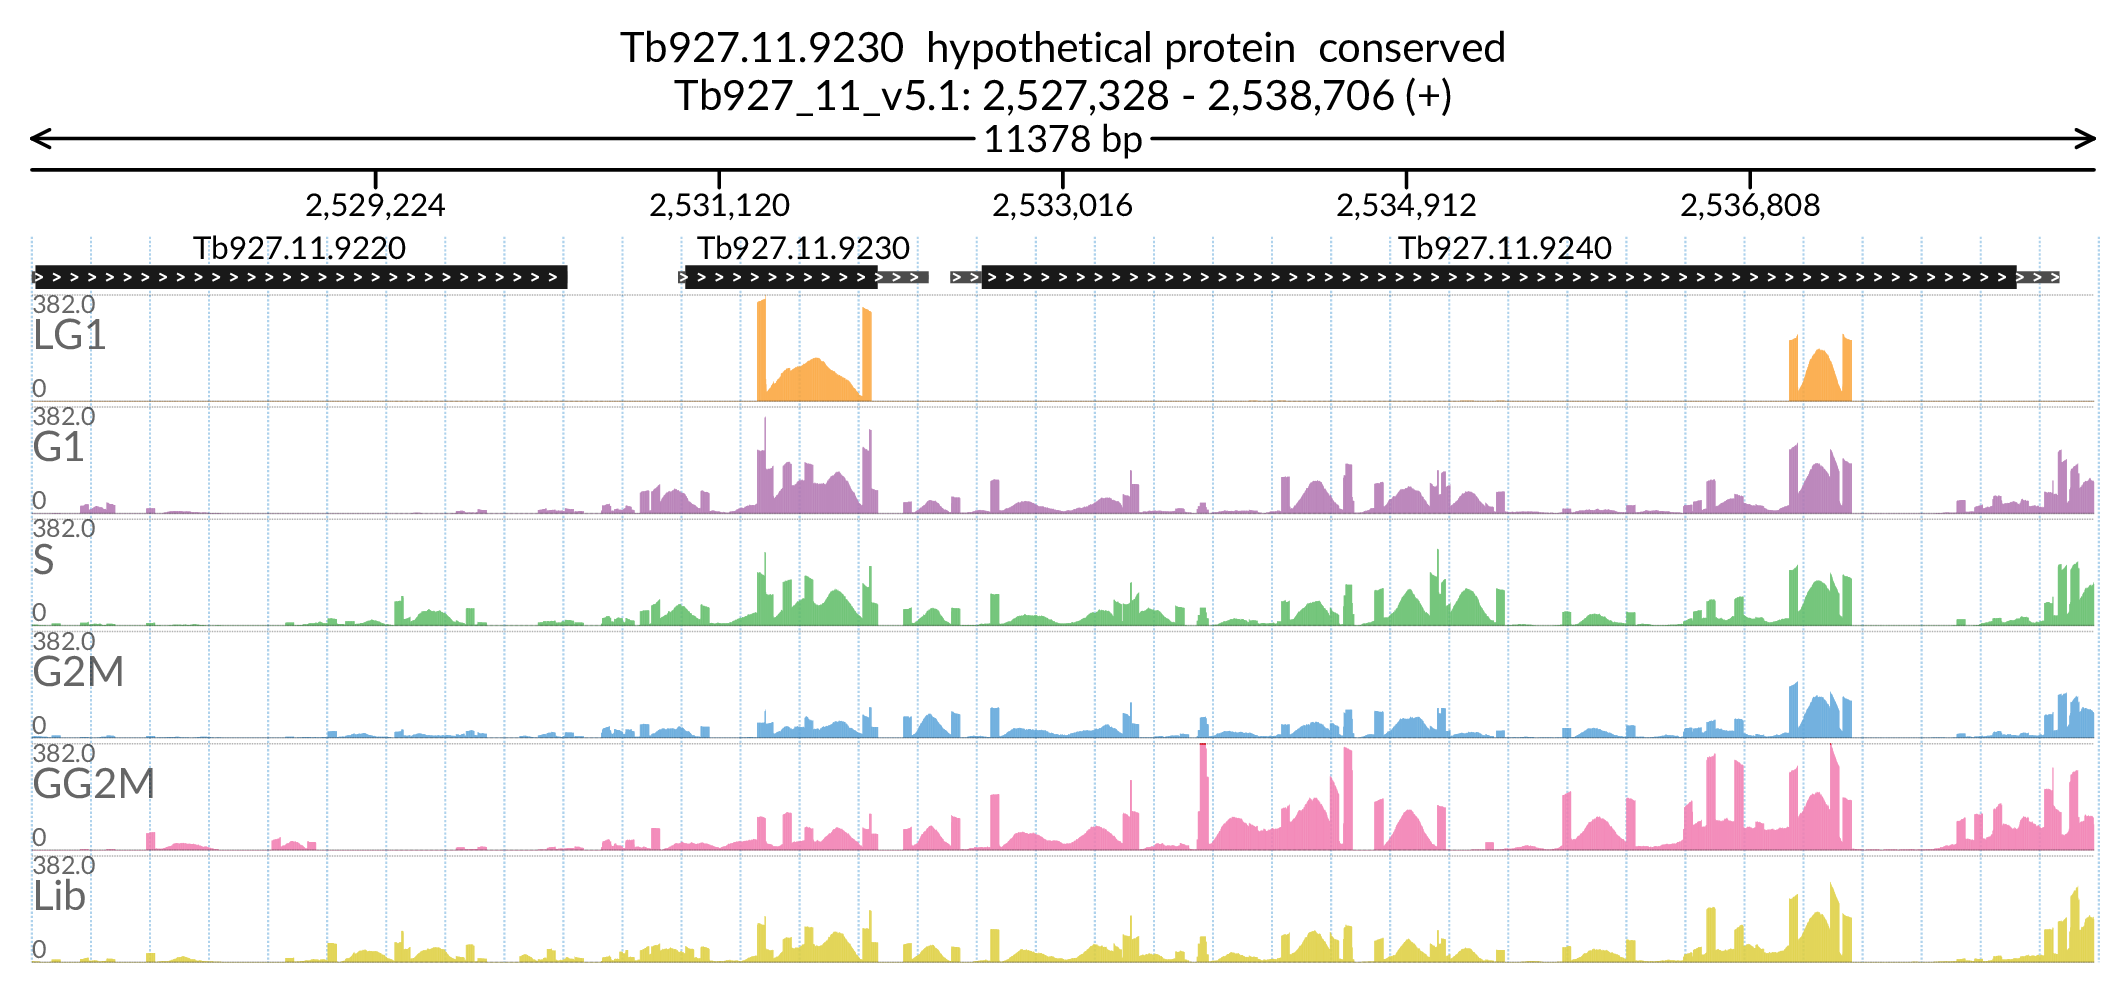 Tb927.11.9230  hypothetical protein  conserved
Tb927_11_v5.1: 2,527,328 - 2,538,706 (+)
11378 bp
2,529,224 2,531,120 2,533,016 2,534,912 2,536,808
Tb927.11.9220 Tb927.11.9230 Tb927.11.9240
382.0
LG1
0
382.0
G1
0
382.0
S
0
382.0
G2M
0
382.0
GG2M
0
382.0
Lib
0